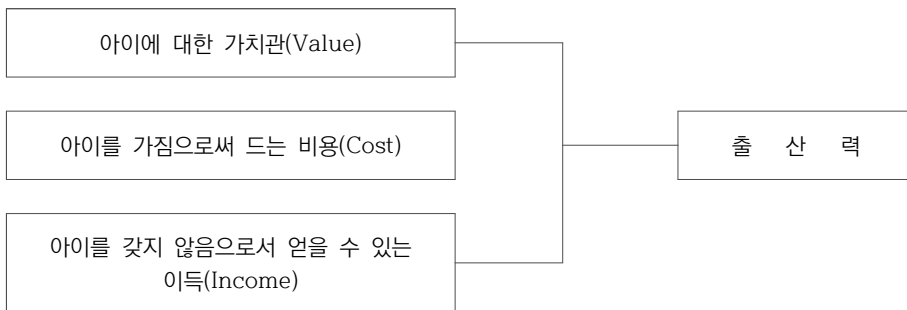 아이에 대한 가치관(Value)
아이를 가짐으로써 드는 비용(Cost)
출 산 력
아이를 갖지 않음으로서 얻을 수 있는
이득(Income)